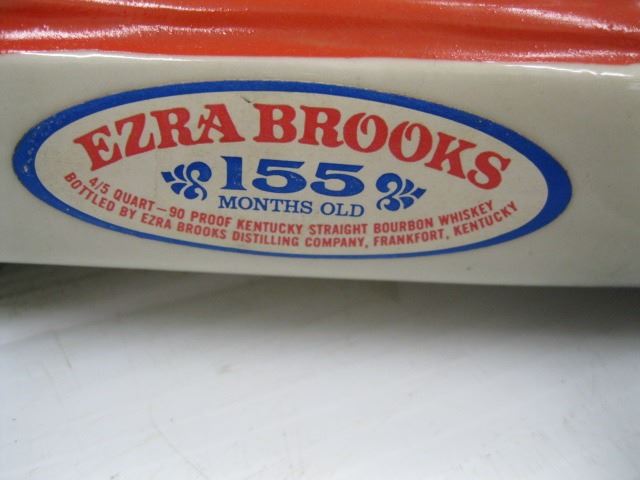 EZRA BROOKS
155
MONTHS OLD
4/5 QUART—90 PROOF KENTUCKY STRAIGHT BOURBON WHISKEY
BOTTLED BY EZRA BROOKS DISTILLING COMPANY, FRANKFORT, KENTUCKY